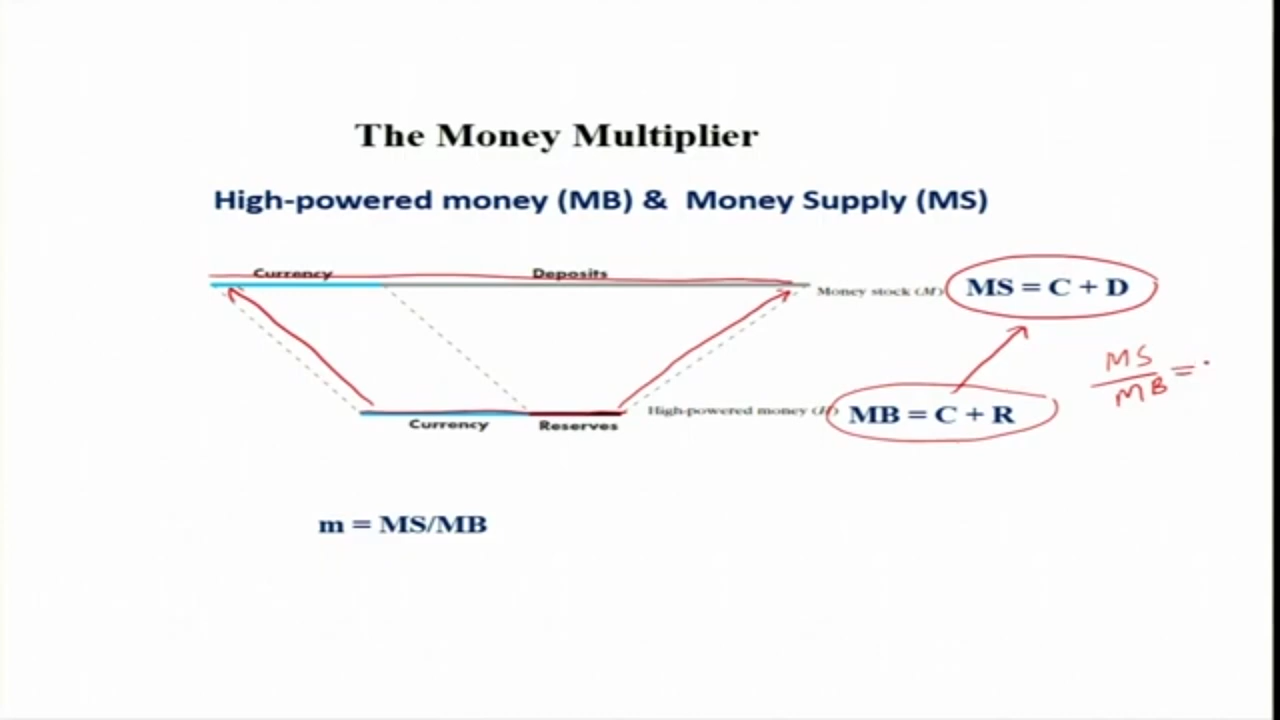 The Money Multiplier
High-powered money (MB) & Money Supply (MS)
Currency Deposits
Money stock (M) MS = C + D
MS
MB =
High-powered money ( ) MB = C + R
Currency Reserves
m = MS/MB